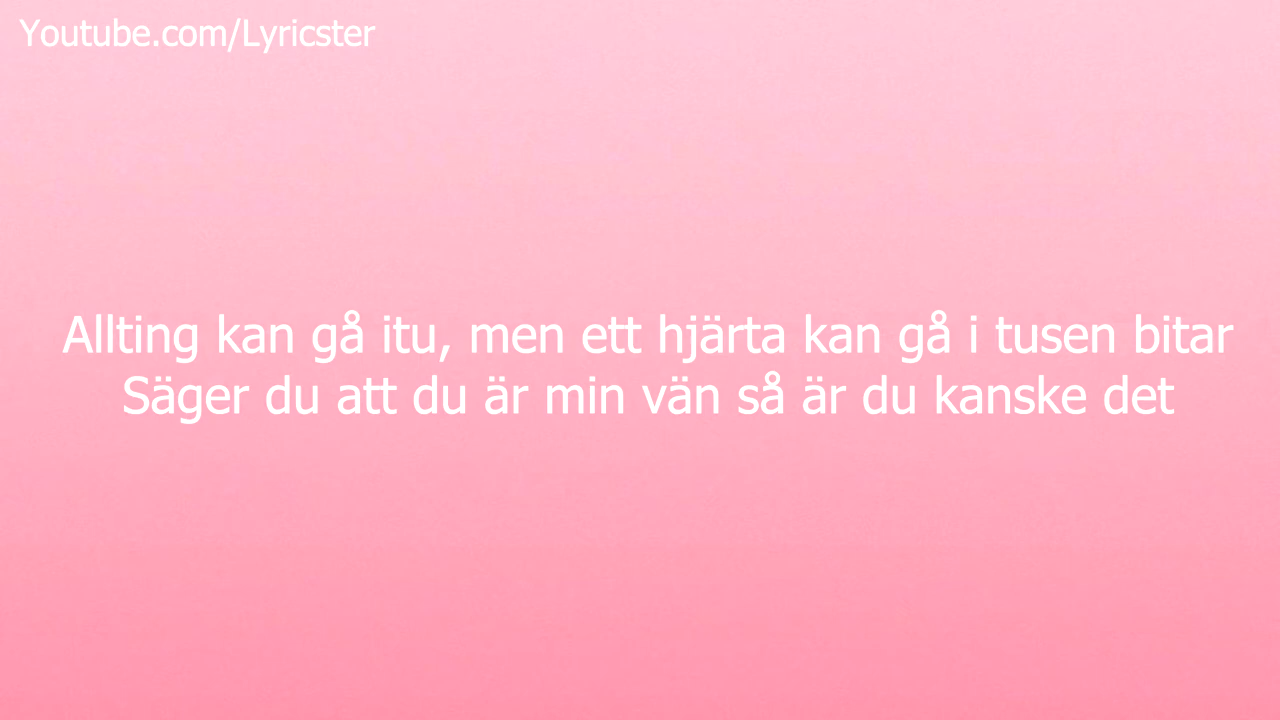 Youtube.com/Lyricster
Allting kan gå itu, men ett hjärta kan gå i tusen bitar
Säger du att du är min vän så är du kanske det